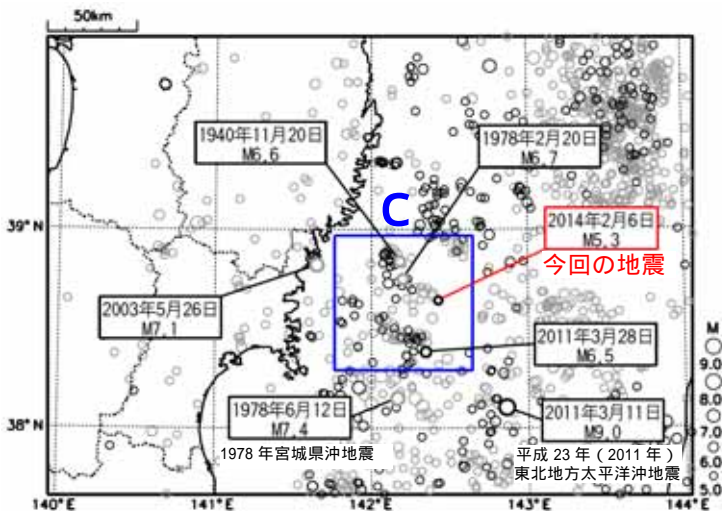 50km
1940年11月20日
M6.6
1978年2月20日
M6.7
C
39°N
2014年2月6日
M5.3
今回の地震
2003年5月26日
M7.1
2011年3月28日
M6.5
M
9.0
8.0
7.0
6.0
5.0
1978年6月12日
M7.4
1978 年宮城県沖地震
2011年3月11日
M9.0
平成 23 年 ( 2011 年 )
東北地方太平洋沖地震
38°N
140°E
141°E
142°E
143°E
144°E